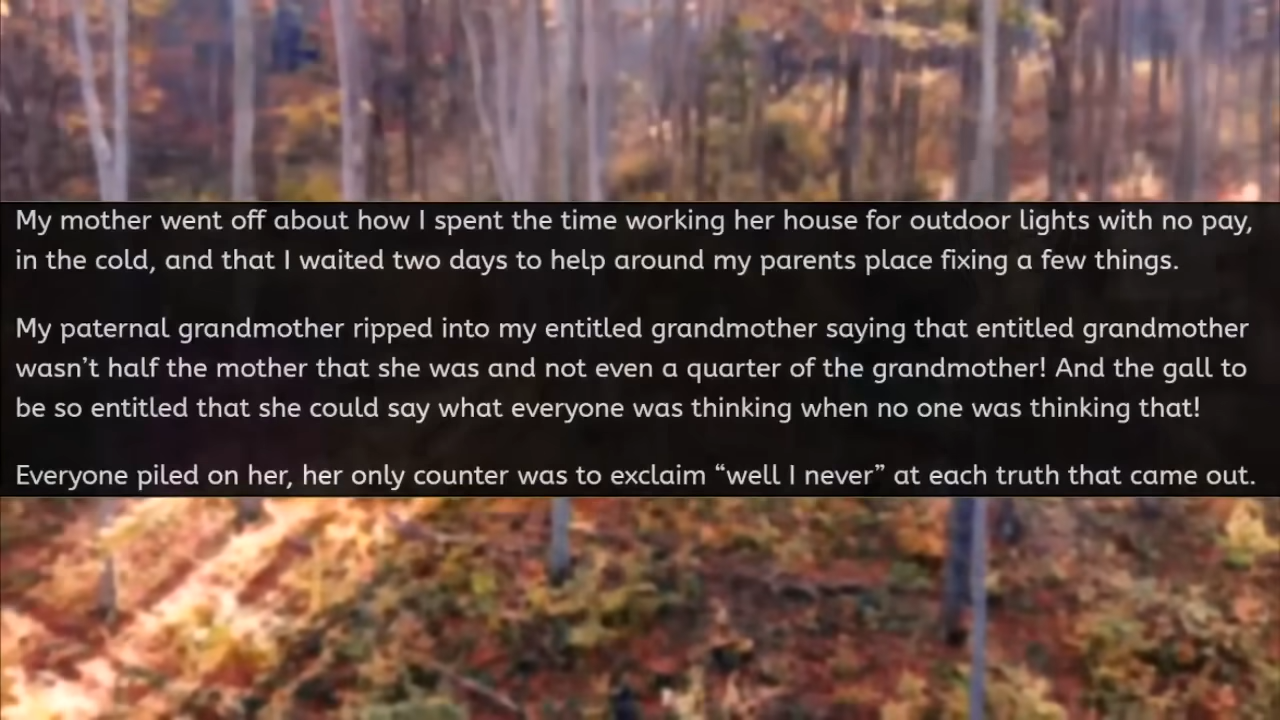 My mother went off about how I spent the time working her house for outdoor lights with no pay,
in the cold, and that I waited two days to help around my parents place fixing a few things.
My paternal grandmother ripped into my entitled grandmother saying that entitled grandmother
wasn’t half the mother that she was and not even a quarter of the grandmother! And the gall to
be so entitled that she could say what everyone was thinking when no one was thinking that!
Everyone piled on her, her only counter was to exclaim “well I never” at each truth that came out.